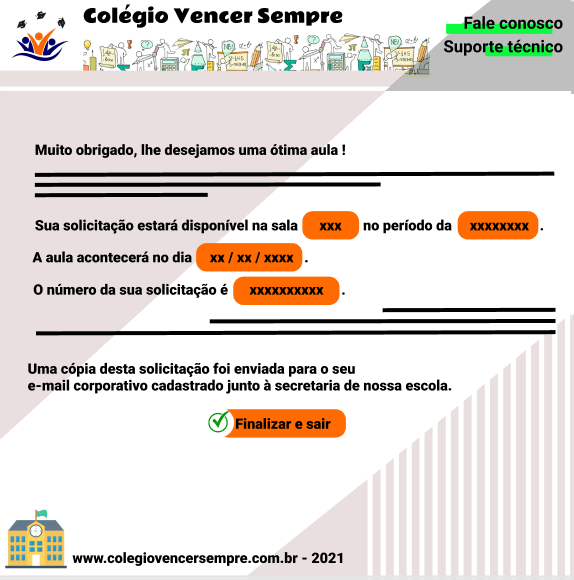 Colégio Vencer Sempre
Fale conosco
Suporte técnico
Muito obrigado, lhe desejamos uma ótima aula !
Sua solicitação estará disponível na sala xxx no período da xxxxxxxx .
A aula acontecerá no dia xx / xx / xxxx .
O número da sua solicitação é xxxxxxxxxx .
Uma cópia desta solicitação foi enviada para o seu
e-mail corporativo cadastrado junto à secretaria de nossa escola.
Finalizar e sair
www.colegiovencersempre.com.br - 2021